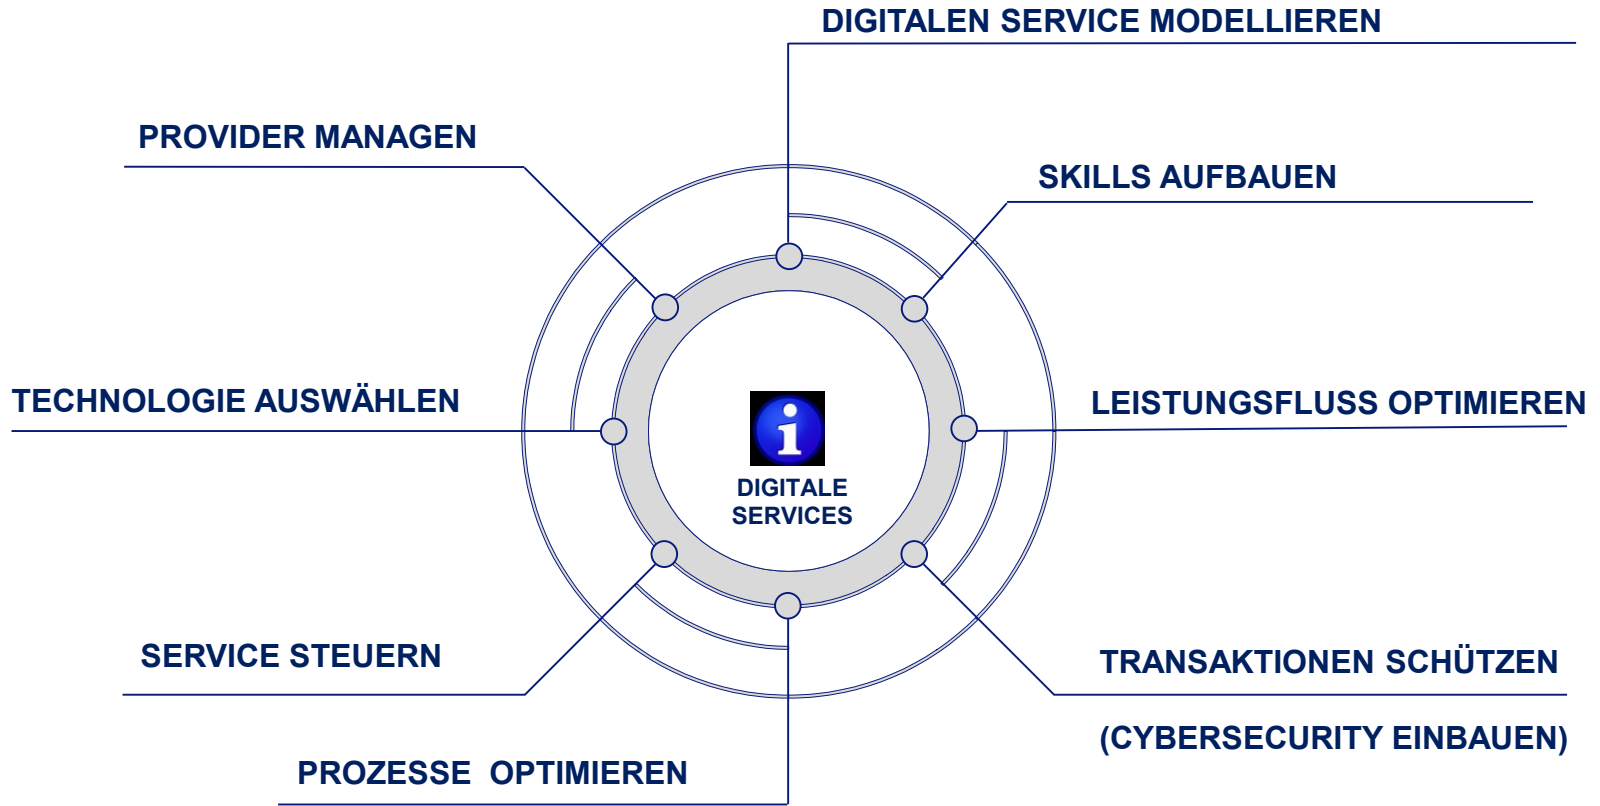 DIGITALEN SERVICE MODELLIEREN
PROVIDER MANAGEN
SKILLS AUFBAUEN
TECHNOLOGIE AUSWÄHLEN
LEISTUNGSFLUSS OPTIMIEREN
i
DIGITALE
SERVICES
SERVICE STEUERN
TRANSAKTIONEN SCHÜTZEN
(CYBERSECURITY EINBAUEN)
PROZESSE OPTIMIEREN